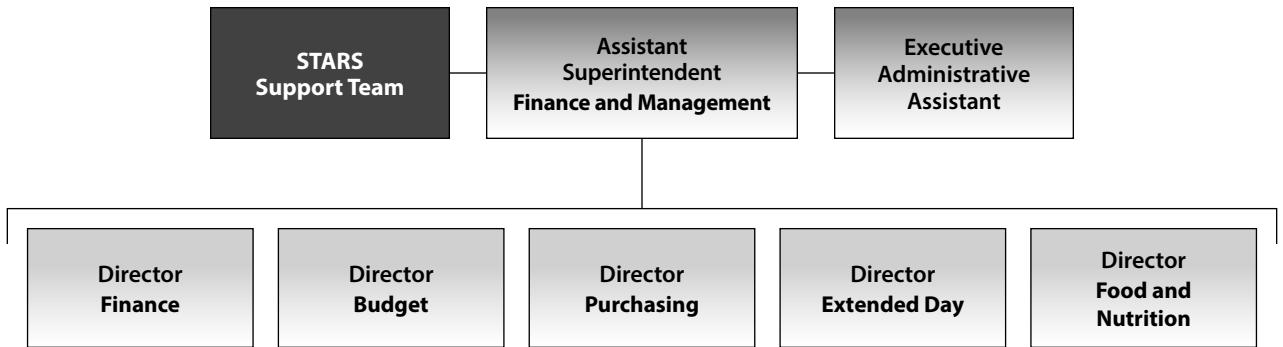 STARS
Support Team
Assistant
Superintendent
Finance and Management
Executive
Administrative
Assistant
Director
Finance
Director
Budget
Director
Purchasing
Director
Extended Day
Director
Food and
Nutrition